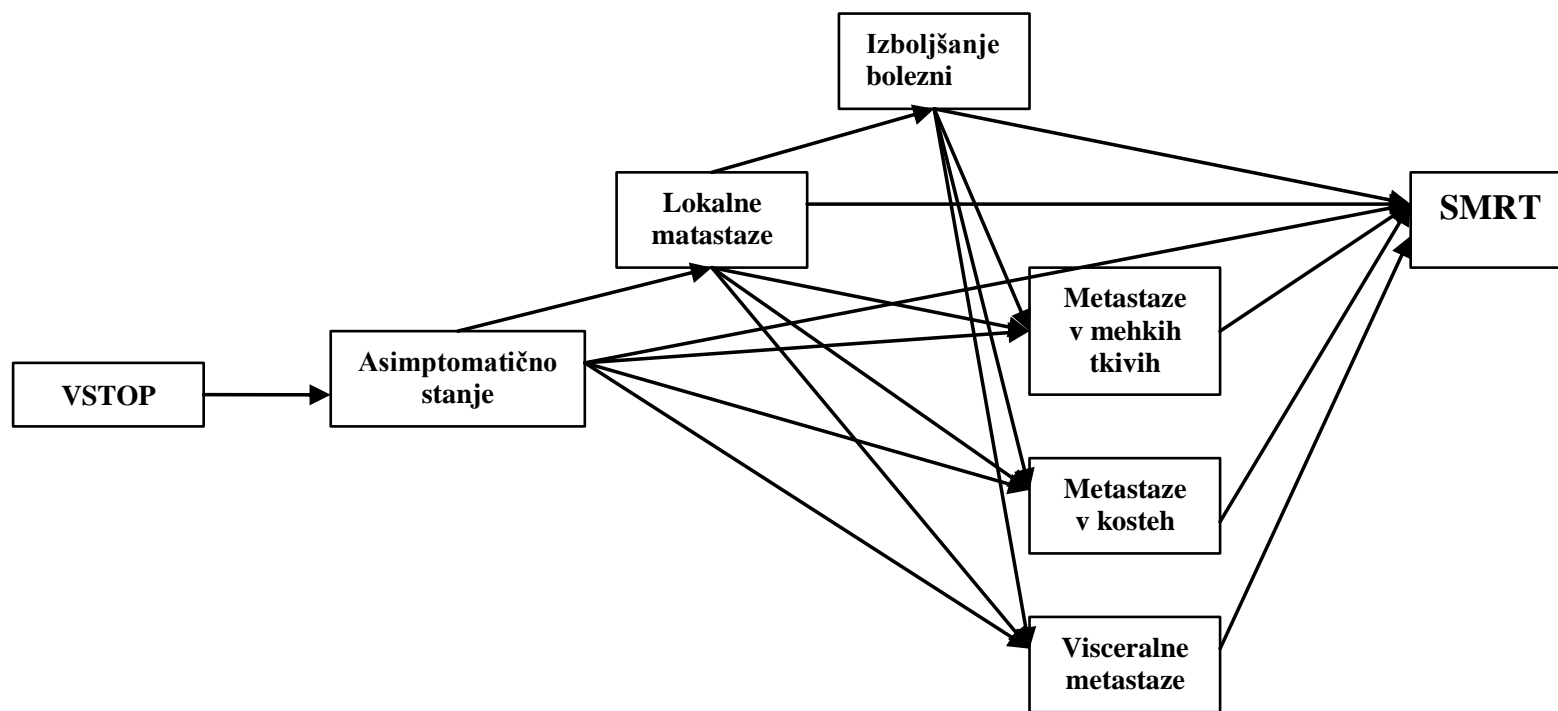 Izboljšanje
bolezni
Lokalne
matastaze
SMRT
Metastaze
v mehkih
tkivih
Asimptomatično
stanje
VSTOP
Metastaze
v kosteh
Visceralne
metastaze